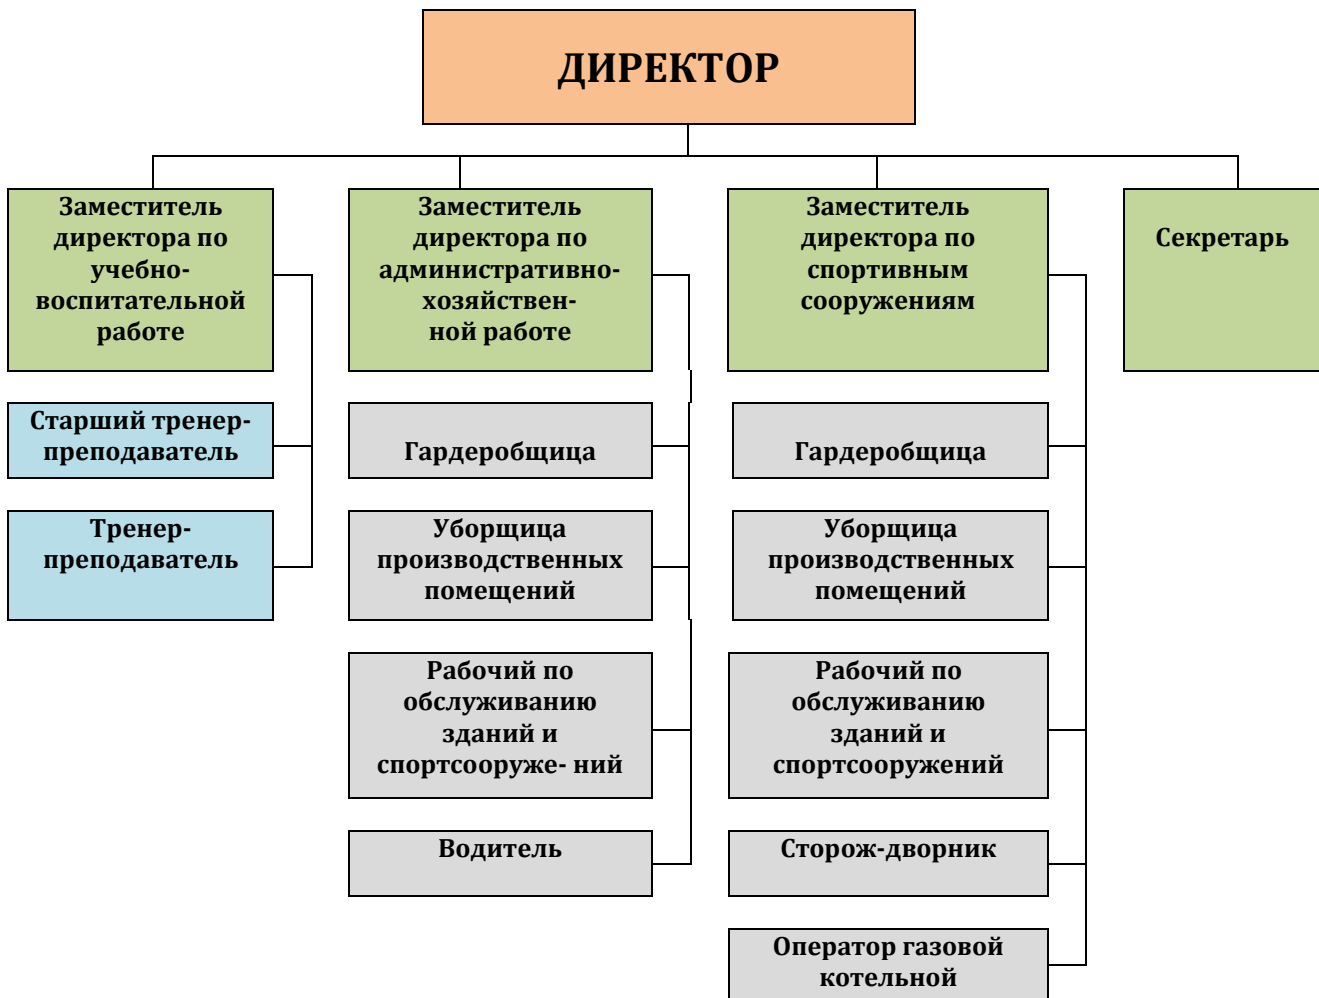 ДИРЕКТОР
Заместитель
директора по
учебно-
воспитательной
работе
Заместитель
директора по
административно-
хозяйствен-
ной работе
Заместитель
директора по
спортивным
сооружениям
Секретарь
Старший тренер-
преподаватель
Гардеробщица
Гардеробщица
Тренер-
преподаватель
Уборщица
производственных
помещений
Уборщица
производственных
помещений
Рабочий по
обслуживанию
зданий и
спортсооруже- ний
Рабочий по
обслуживанию
зданий и
спортсооружений
Водитель
Сторож-дворник
Оператор газовой
котельной